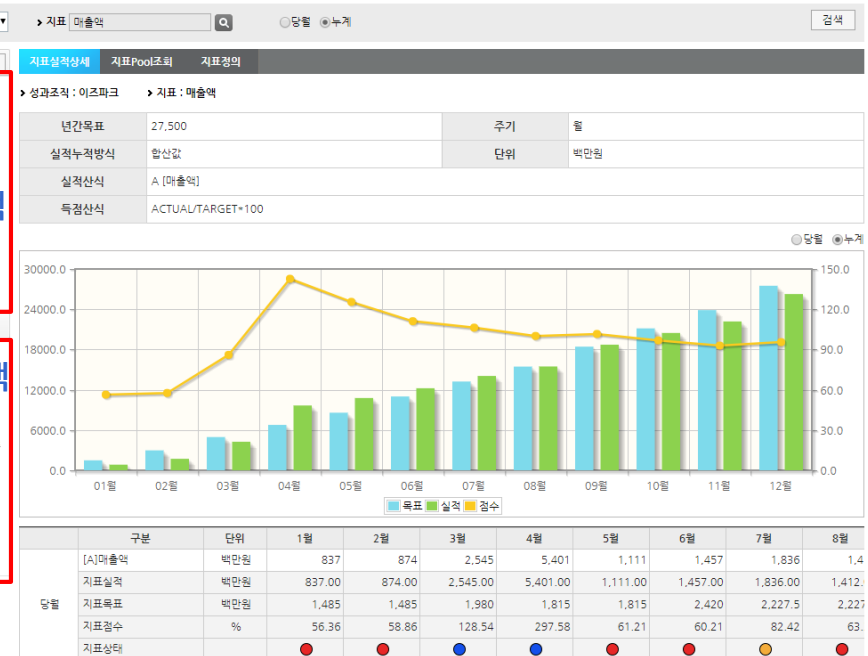 지표 매출액 당월 누계 검색
지표실적상세 지표Pool조회 지표정의
성과조직 : 이즈파크 지표 : 매출액
년간목표 27,500 주기 월
실적누적방식 합산값 단위 백만원
실적산식 A [매출액]
득점산식 ACTUAL/TARGET*100
당월 누계
30000.0 150.0
24000.0 120.0
18000.0 90.0
12000.0 60.0
6000.0 30.0
0.0 0.0
01월 02월 03월 04월 05월 06월 07월 08월 09월 10월 11월 12월
목표 실적 점수
구분 단위 1월 2월 3월 4월 5월 6월 7월 8월
[A]매출액 백만원 837 874 2,545 5,401 1,111 1,457 1,836 1,4
지표실적 백만원 837.00 874.00 2,545.00 5,401.00 1,111.00 1,457.00 1,836.00 1,412.
당월 지표목표 백만원 1,485 1,485 1,980 1,815 1,815 2,420 2,227.5 2,227
지표점수 % 56.36 58.86 128.54 297.58 61.21 60.21 82.42 63.
지표상태